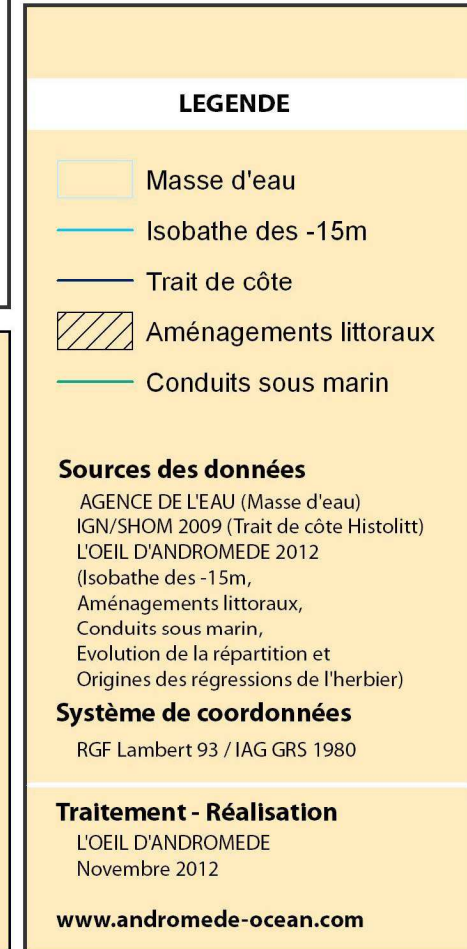 LEGENDE
Masse d'eau
Isobathe des -15m
Trait de côte
Aménagements littoraux
Conduits sous marin
Sources des données
AGENCE DE L'EAU (Masse d'eau)
IGN/SHOM 2009 (Trait de côte Histolitt)
L'OEIL D'ANDROMEDE 2012
(Isobathe des -15m,
Aménagements littoraux,
Conduits sous marin,
Evolution de la répartition et
Origines des régressions de l'herbier)
Système de coordonnées
RGF Lambert 93 / IAG GRS 1980
Traitement - Réalisation
L'OEIL D'ANDROMEDE
Novembre 2012
www.andromede-ocean.com